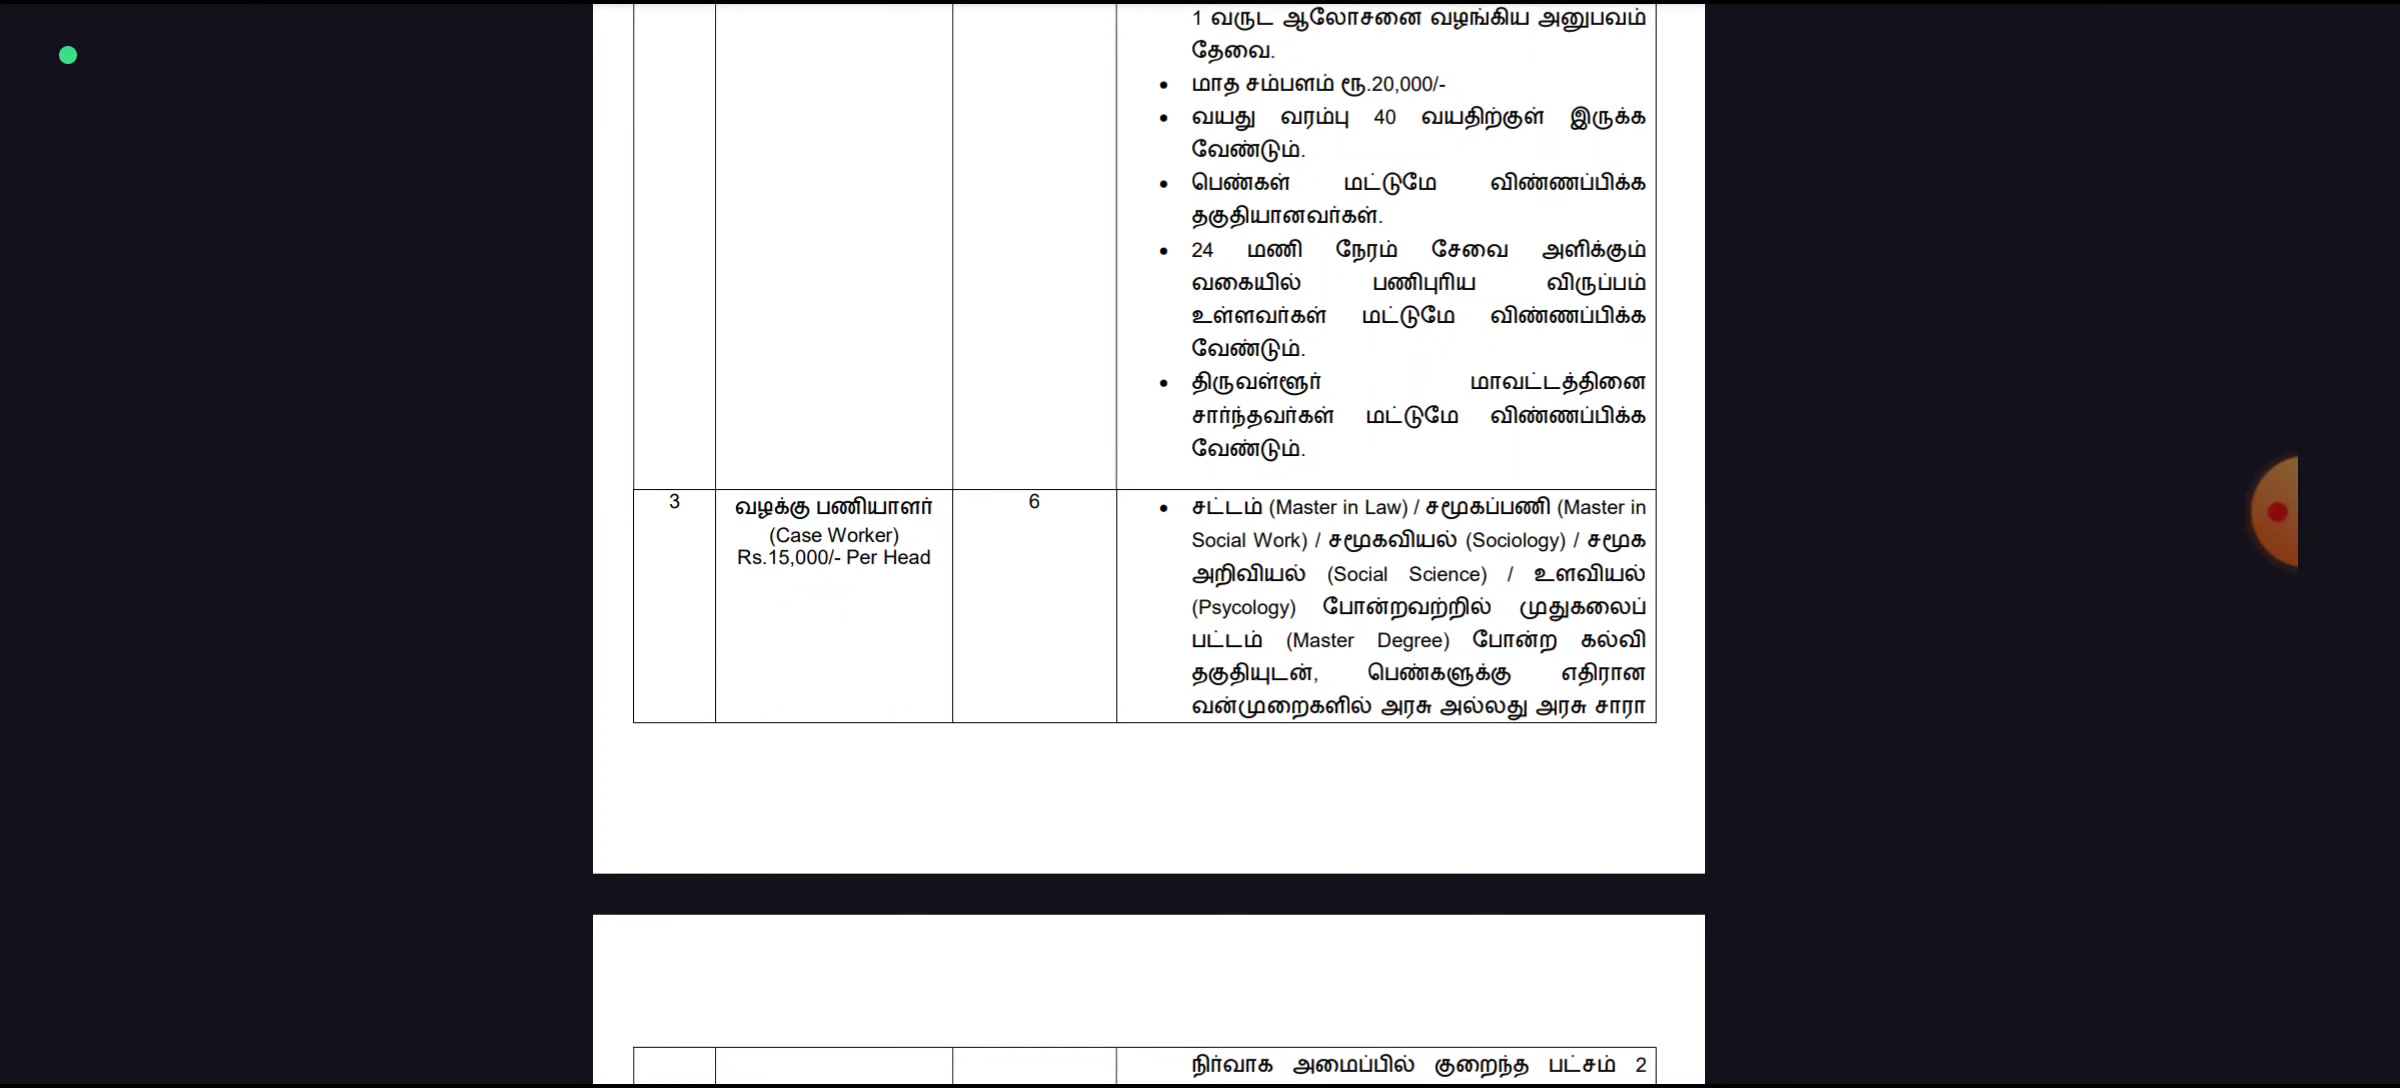 1 வருட ஆலோசனை வழங்கிய அனுபவம்
தேவை.
• மாத சம்பளம் ரூ.20,000/-
• வயது வரம்பு 40 வயதிற்குள் இருக்க
வேண்டும்.
• பெண்கள் மட்டுமே விண்ணப்பிக்க
தகுதியானவர்கள்.
• 24 மணி நேரம் சேவை அளிக்கும்
வகையில் பணிபுரிய விருப்பம்
உள்ளவர்கள் மட்டுமே விண்ணப்பிக்க
வேண்டும்.
• திருவள்ளூர் மாவட்டத்தினை
சார்ந்தவர்கள் மட்டுமே விண்ணப்பிக்க
வேண்டும்.
3
வழக்கு பணியாளர்
(Case Worker)
Rs.15,000/- Per Head
6
• சட்டம் (Master in Law) / சமூகப்பணி (Master in
Social Work) / சமூகவியல் (Sociology) / சமூக
அறிவியல் (Social Science) / உளவியல்
(Psycology) போன்றவற்றில் முதுகலைப்
பட்டம் (Master Degree) போன்ற கல்வி
தகுதியுடன், பெண்களுக்கு எதிரான
வன்முறைகளில் அரசு அல்லது அரசு சாரா
நிர்வாக அமைப்பில் குறைந்த பட்சம் 2